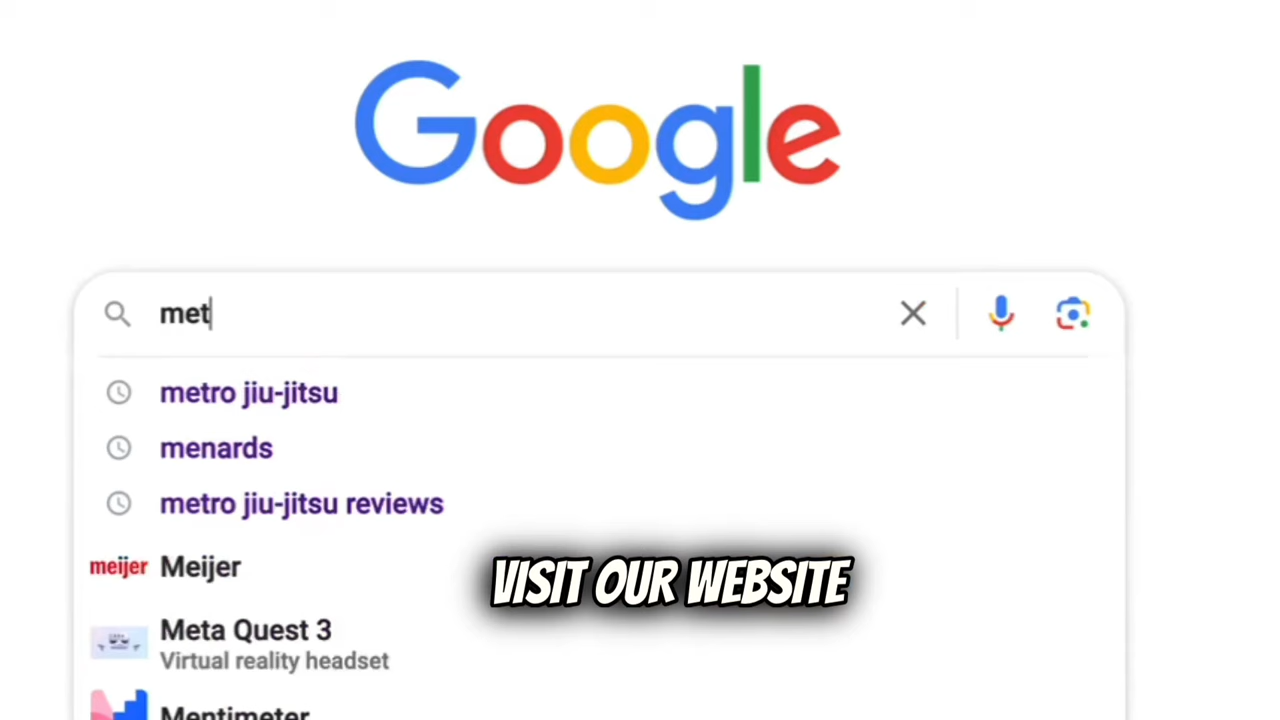 Google
met
metro jiu-jitsu
menards
metro jiu-jitsu reviews
meijer Meijer
VISIT OUR WEBSITE
Meta Quest 3
Virtual reality headset
Mentimeter